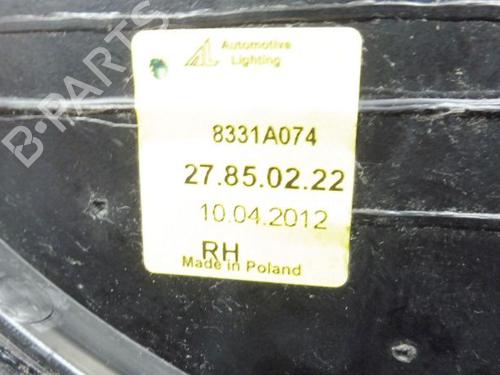 Automotive
Lighting
8331A074
27.85.02.22
10.04.2012
RH
Made in Poland
B-PARTS